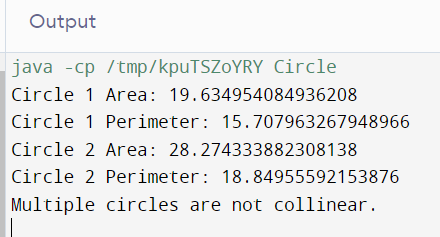 Output
java -cp /tmp/kpuTSZoYRY Circle
Circle 1 Area: 19.634954084936208
Circle 1 Perimeter: 15.707963267948966
Circle 2 Area: 28.274333882308138
Circle 2 Perimeter: 18.84955592153876
Multiple circles are not collinear.